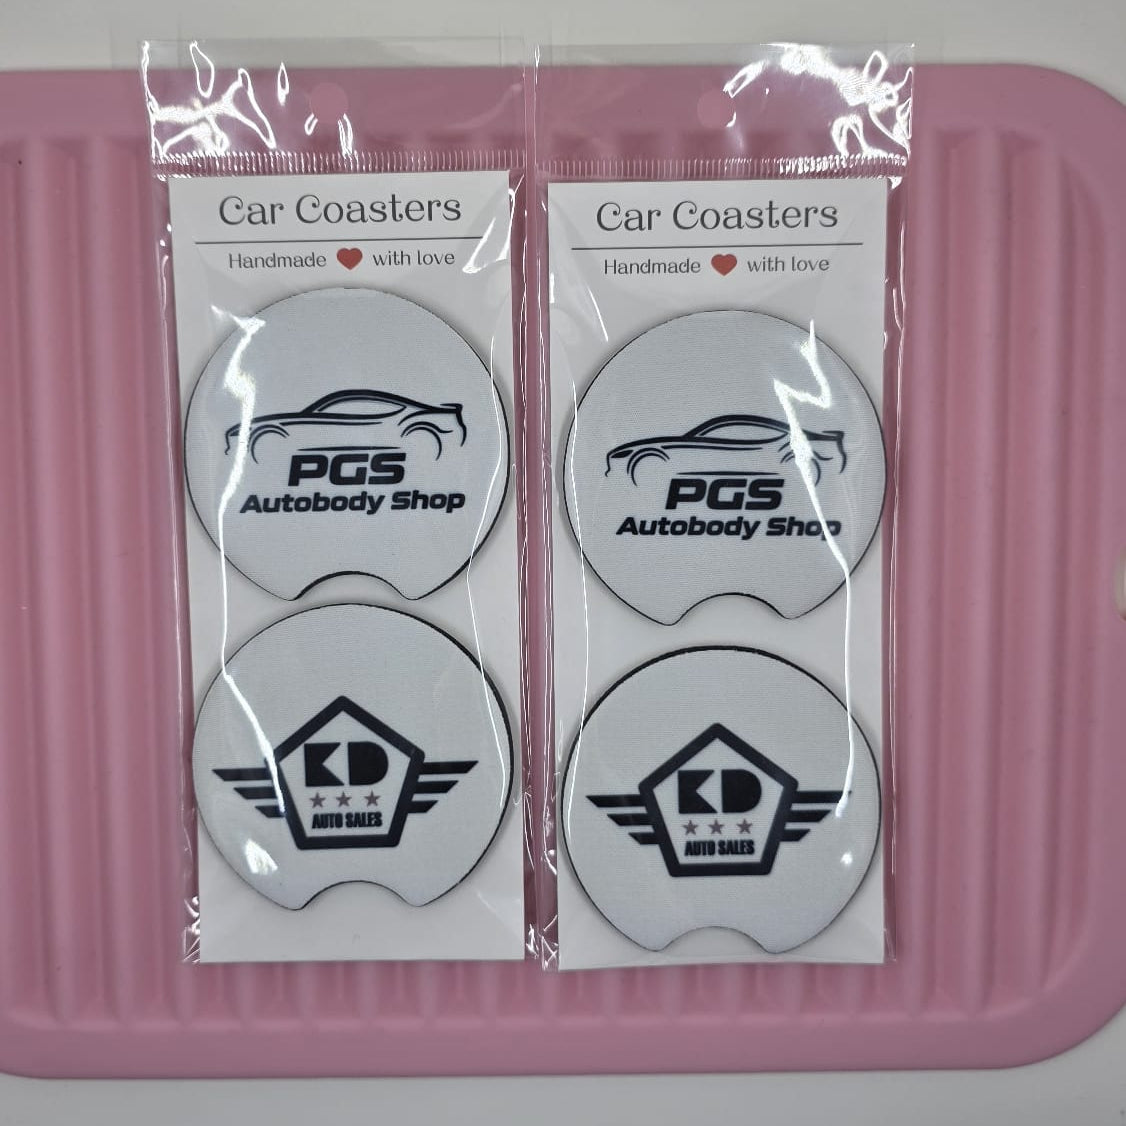 Car Coasters
Handmade with love
PGS
Autobody Shop
KD
AUTO SALES
Car Coasters
Handmade with love
PGS
Autobody Shop
KD
AUTO SALES